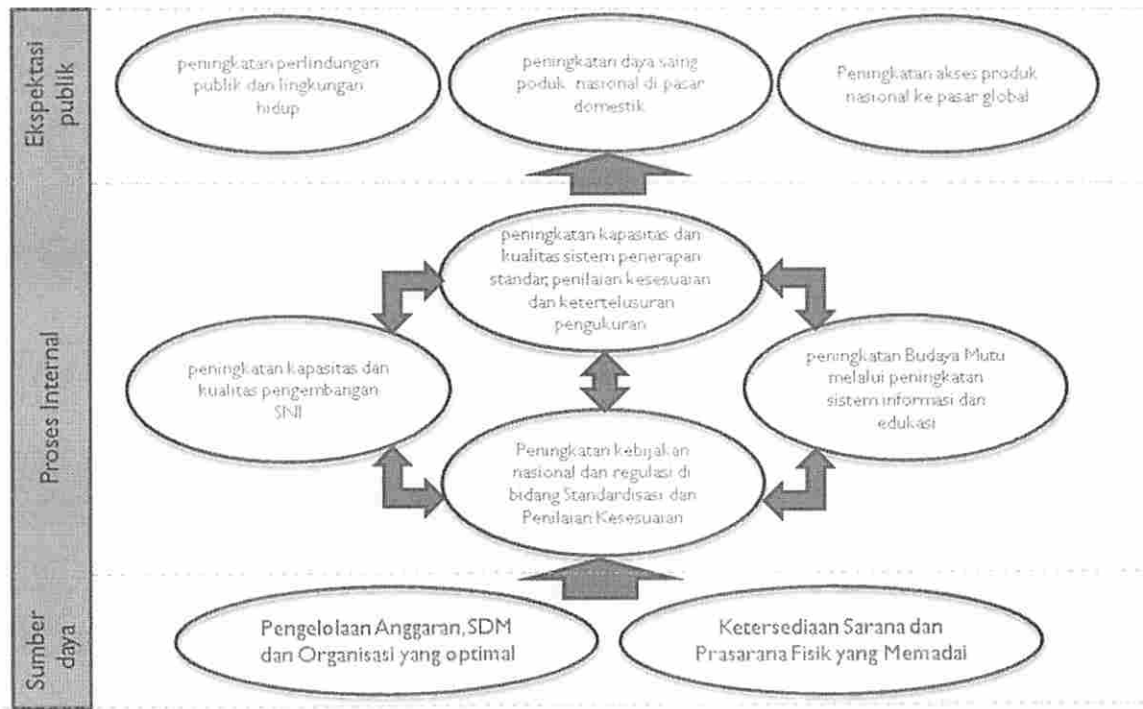 Ekspektasi
publik
peningkatan perlindungan
publik dan lingkungan
hidup
peningkatan daya saing
poduk nasional di pasar
domestik
Peningkatan akses produk
nasional ke pasar global
Proses Internal
peningkatan kapasitas dan
kualitas sistem penerapan
standar, penilaian kesesuaian
dan ketertelusuran
pengukuran
peningkatan kapasitas dan
kualitas pengembangan
SNI
peningkatan Budaya Mutu
melalui peningkatan
sistem informasi dan
edukasi
Peningkatan kebijakan
nasional dan regulasi di
bidang Standardisasi dan
Penilaian Kesesuaian
Sumber
daya
Pengelolaan Anggaran, SDM
dan Organisasi yang optimal
Ketersediaan Sarana dan
Prasarana Fisik yang Memadai